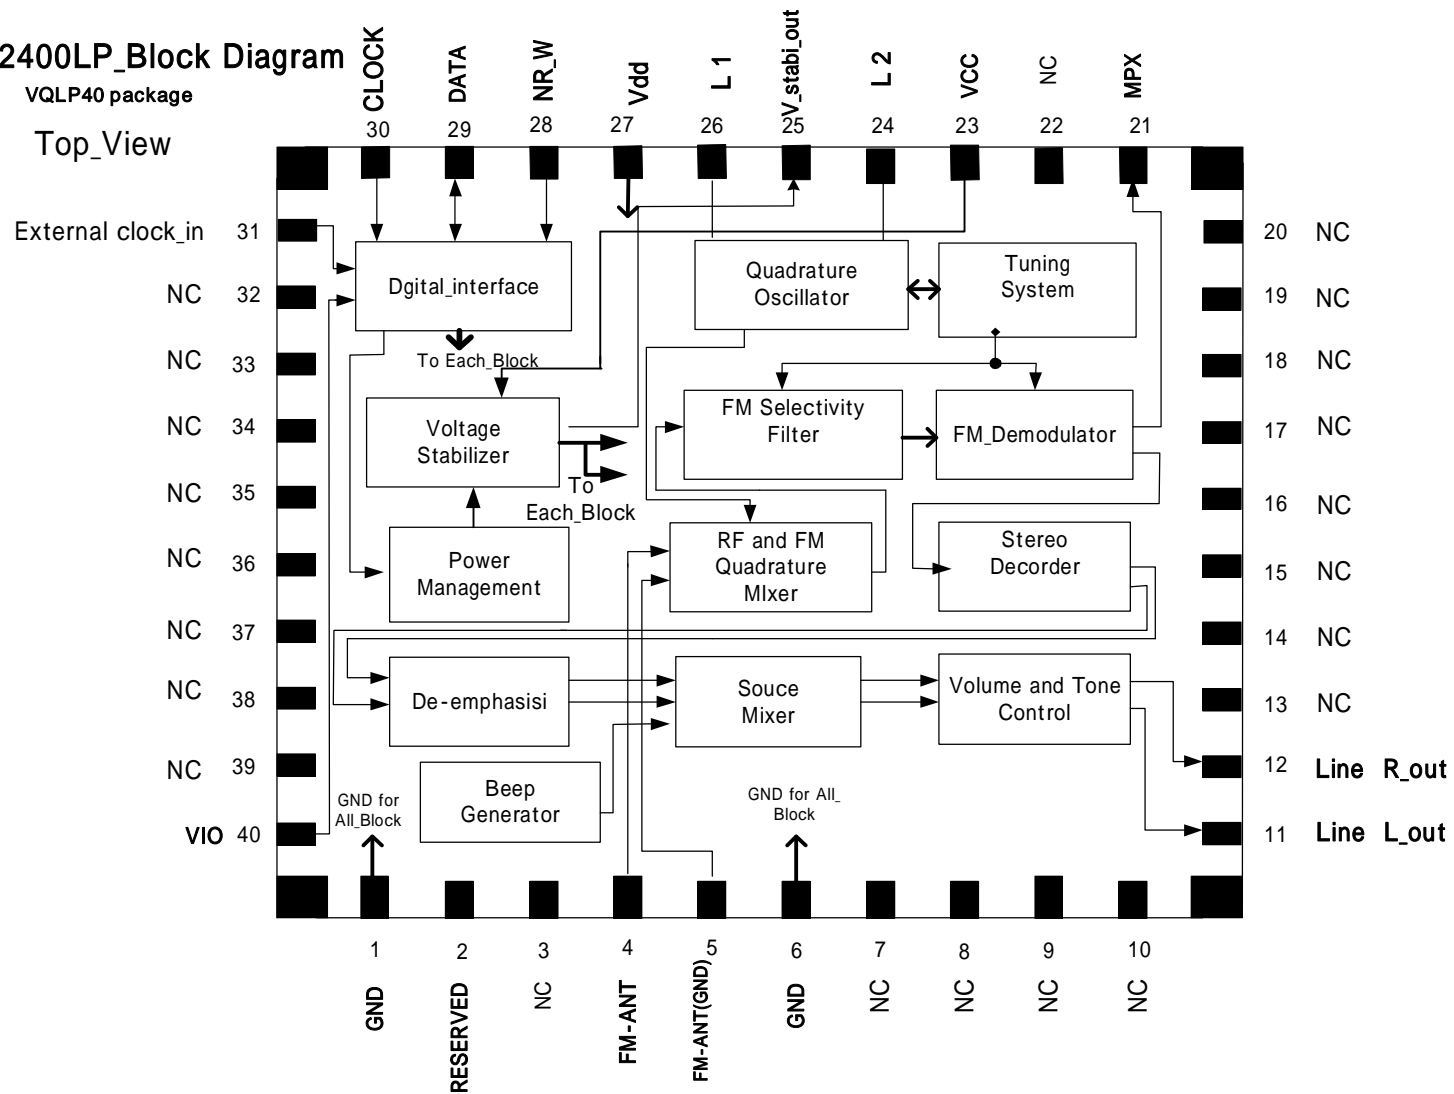 2400LP_Block Diagram
VQLP40 package
Top_View
CLOCK
DATA
NR_W
Vdd
L 1
V_stabi_out
L 2
VCC
NC
MPX
30
29
28
27
26
25
24
23
22
21
External clock_in 31
NC 32
NC 33
NC 34
NC 35
NC 36
NC 37
NC 38
NC 39
VIO 40
20 NC
19 NC
18 NC
17 NC
16 NC
15 NC
14 NC
13 NC
12 Line R_out
11 Line L_out
Dgital_interface
To Each_Block
Quadrature
Oscillator
Tuning
System
Voltage
Stabilizer
To
Each_Block
FM Selectivity
Filter
FM_Demodulator
Power
Management
RF and FM
Quadrature
MIxer
Stereo
Decorder
De-emphasisi
Souce
Mixer
Volume and Tone
Control
Beep
Generator
GND for
All_Block
GND for All_
Block
1
2
3
4
5
6
7
8
9
10
GND
RESERVED
NC
FM-ANT
FM-ANT(GND)
GND
NC
NC
NC
NC